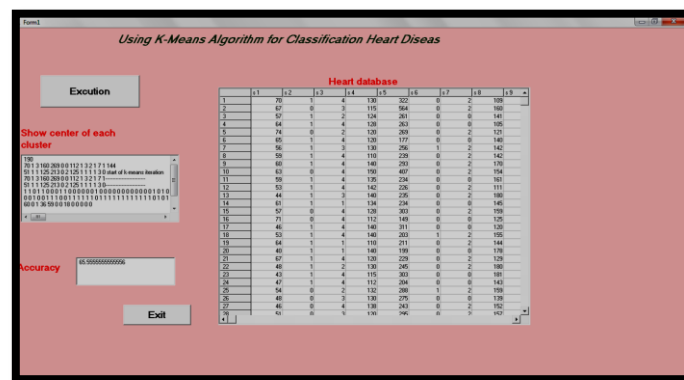 Form1
Using K-Means Algorithm for Classification Heart Diseas
Excution
Heart database
Show center of each
cluster
Accuracy
Exit
s 1 s 2 s 3 s 4 s 5 s 6 s 7 s 8 s 9
1 70 1 4 130 322 0 2 109
2 67 0 3 115 564 0 2 160
3 57 1 2 124 261 0 0 141
4 64 1 4 128 263 0 0 105
5 74 0 2 120 269 0 2 121
6 65 1 4 120 177 0 0 140
7 56 1 3 130 256 1 2 142
8 59 1 4 110 239 0 2 142
9 60 1 4 140 293 0 2 170
10 63 0 4 150 407 0 2 154
11 59 1 4 135 234 0 0 161
12 53 1 4 142 226 0 2 111
13 44 1 3 140 235 0 2 180
14 61 1 1 134 234 0 0 145
15 57 0 4 128 303 0 2 159
16 71 0 4 112 149 0 0 125
17 46 1 4 140 311 0 0 120
18 53 1 4 140 203 1 2 155
19 64 1 1 110 211 0 2 144
20 40 1 1 140 199 0 0 178
21 67 1 4 120 229 0 2 129
22 48 1 2 130 245 0 2 180
23 43 1 4 115 303 0 0 181
24 47 1 4 112 204 0 0 143
25 54 0 2 132 288 1 2 159
26 48 0 3 130 275 0 0 139
27 46 0 4 138 243 0 2 152
28 51 0 3 120 295 0 2 157